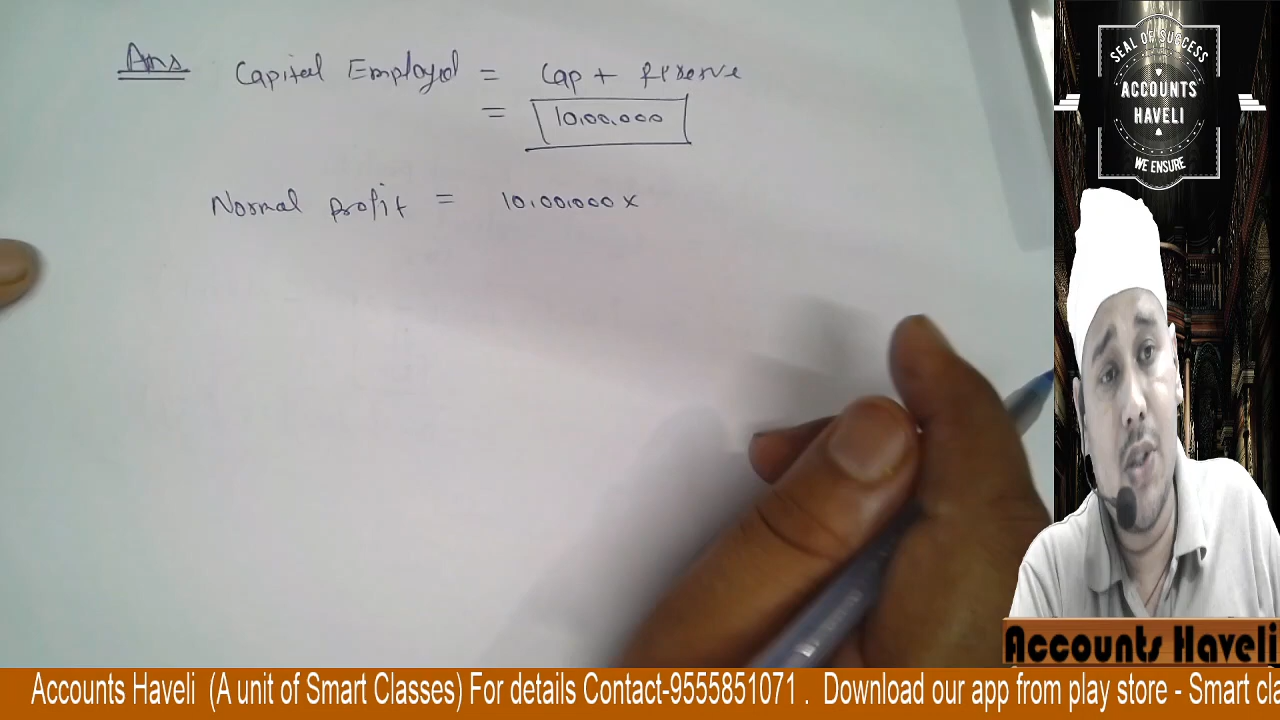 Ans Capital Employed = Cap + Reserve
= 10,00,000
Normal profit = 10,00,000 x
SEAL OF SUCCESS
ACCOUNTS
HAVELI
WE ENSURE
Accounts Haveli
Accounts Haveli (A unit of Smart Classes) For details Contact-9555851071 . Download our app from play store - Smart cla